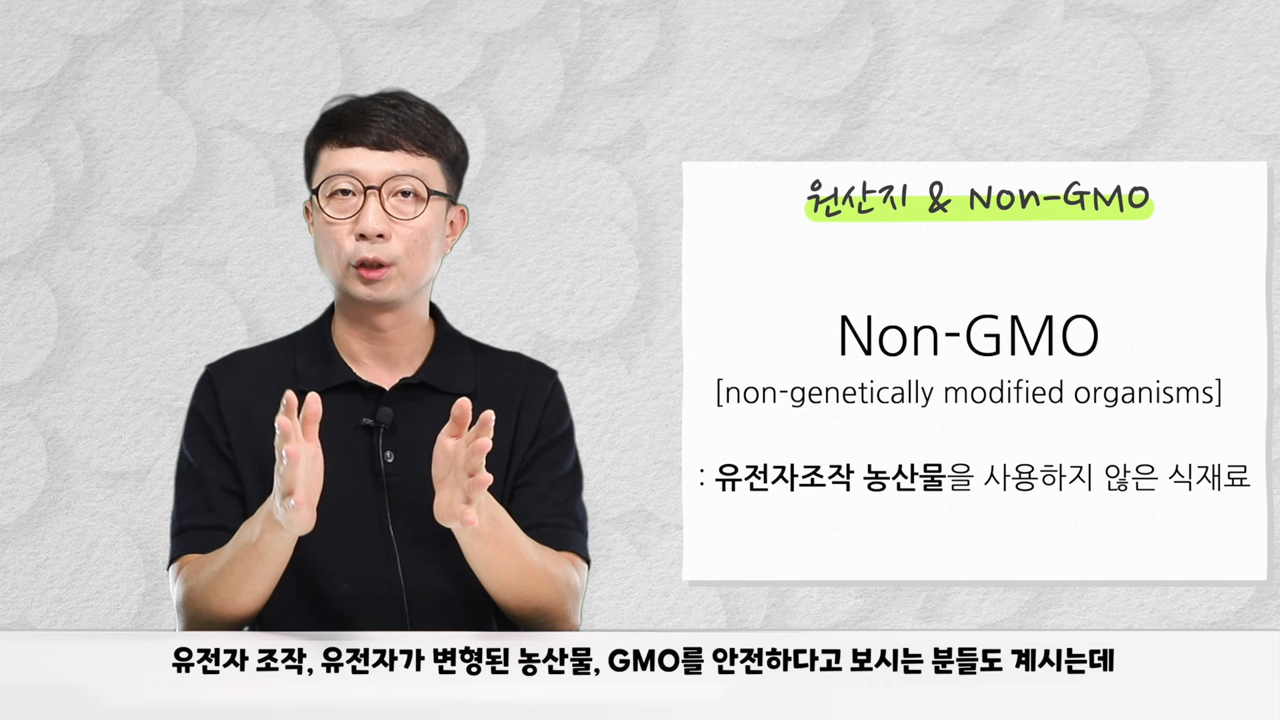 원산지 & Non-GMO
Non-GMO
[non-genetically modified organisms]
: 유전자조작 농산물을 사용하지 않은 식재료
유전자 조작, 유전자가 변형된 농산물, GMO를 안전하다고 보시는 분들도 계시는데